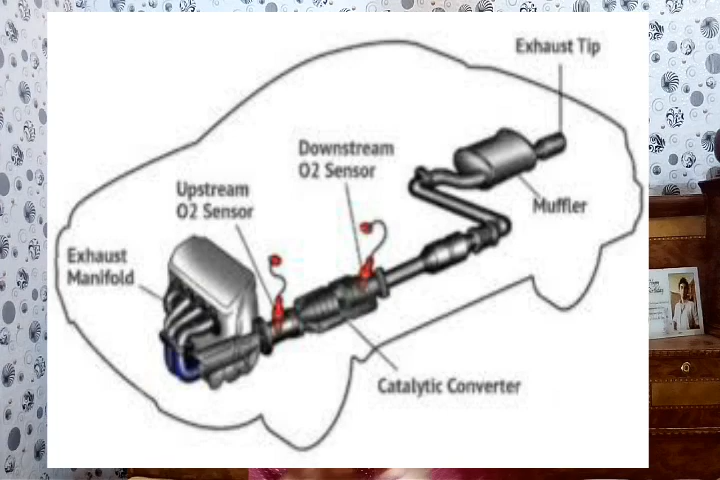 Exhaust Tip
Downstream
O2 Sensor
Upstream
O2 Sensor
Muffler
Exhaust
Manifold
Catalytic Converter